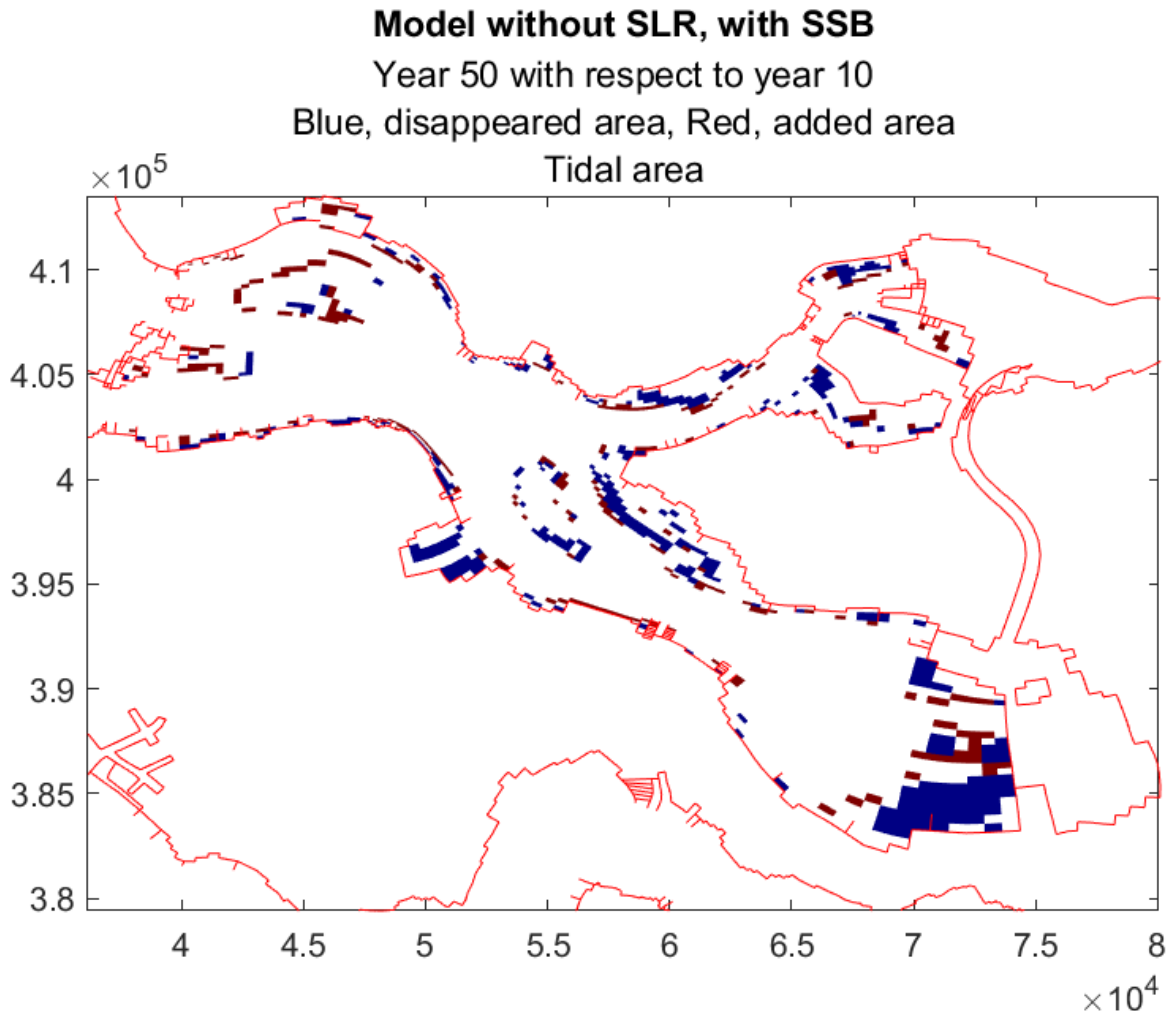 Model without SLR, with SSB
Year 50 with respect to year 10
Blue, disappeared area, Red, added area
Tidal area
×10^5
4.1
4.05
4
3.95
3.9
3.85
3.8
4 4.5 5 5.5 6 6.5 7 7.5 8
×10^4